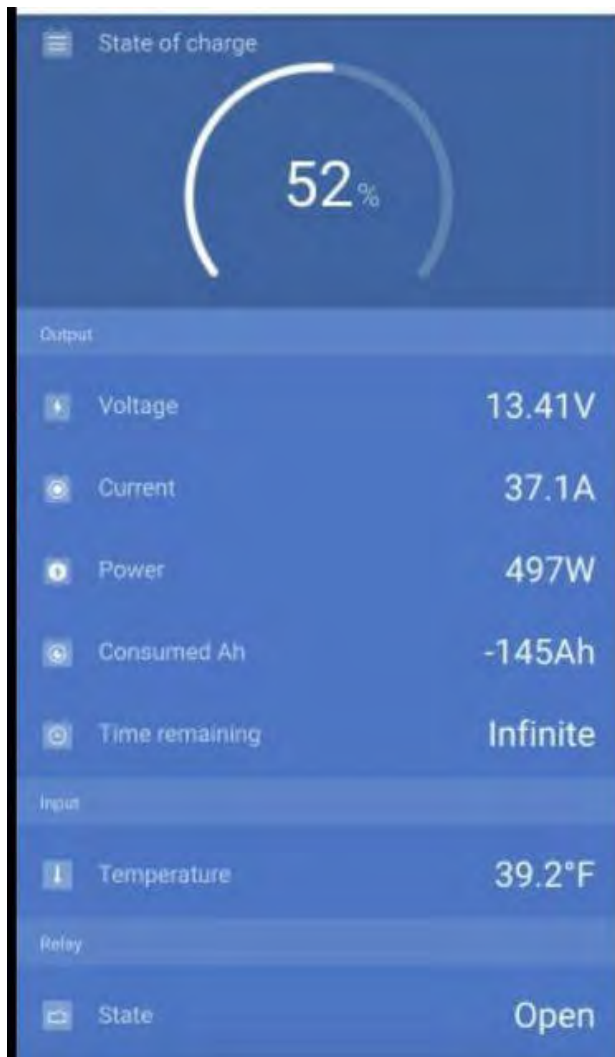 State of charge
52%
Output
Voltage 13.41V
Current 37.1A
Power 497W
Consumed Ah -145Ah
Time remaining Infinite
Input
Temperature 39.2°F
Relay
State Open